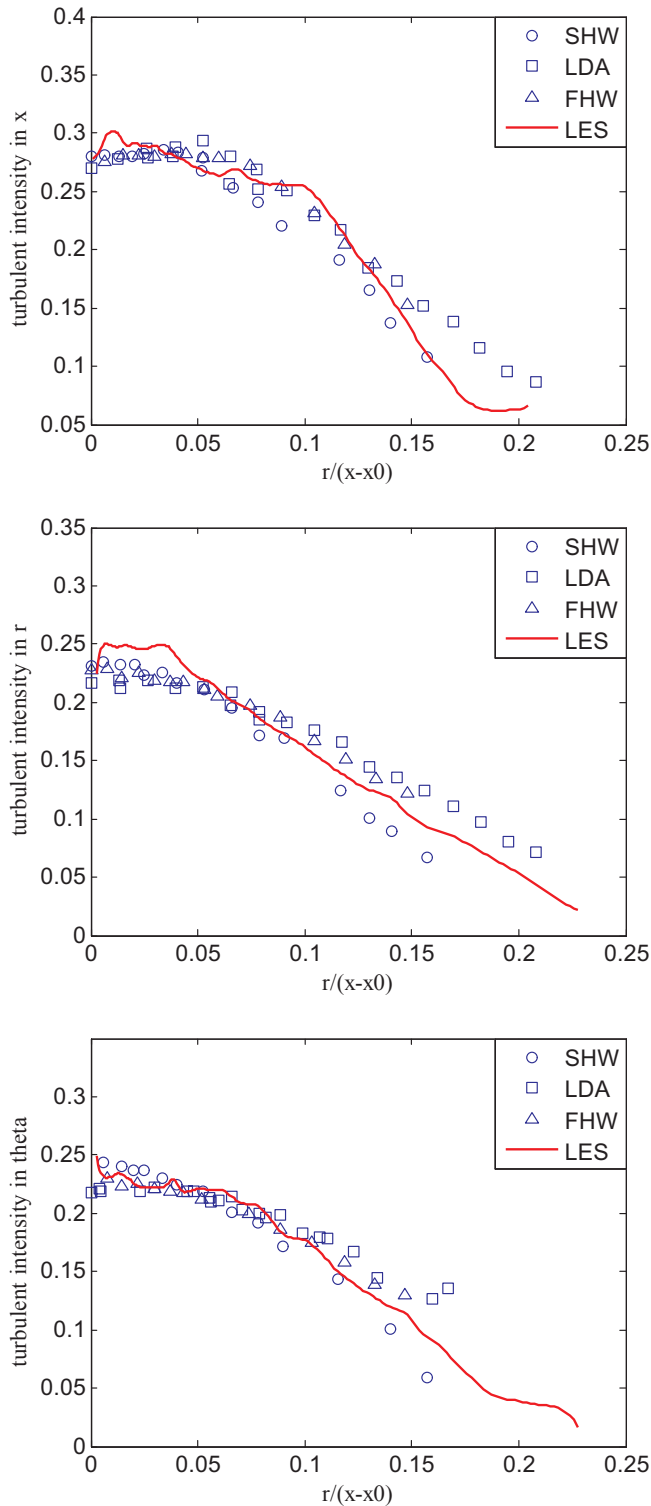 0.4
0.35
0.3
0.25
0.2
0.15
0.1
0.05
turbulent intensity in x
SHW
LDA
FHW
LES
0 0.05 0.1 0.15 0.2 0.25
r/(x-x0)
0.35
0.3
0.25
0.2
0.15
0.1
0.05
0
turbulent intensity in r
SHW
LDA
FHW
LES
0 0.05 0.1 0.15 0.2 0.25
r/(x-x0)
0.3
0.25
0.2
0.15
0.1
0.05
0
turbulent intensity in theta
SHW
LDA
FHW
LES
0 0.05 0.1 0.15 0.2 0.25
r/(x-x0)